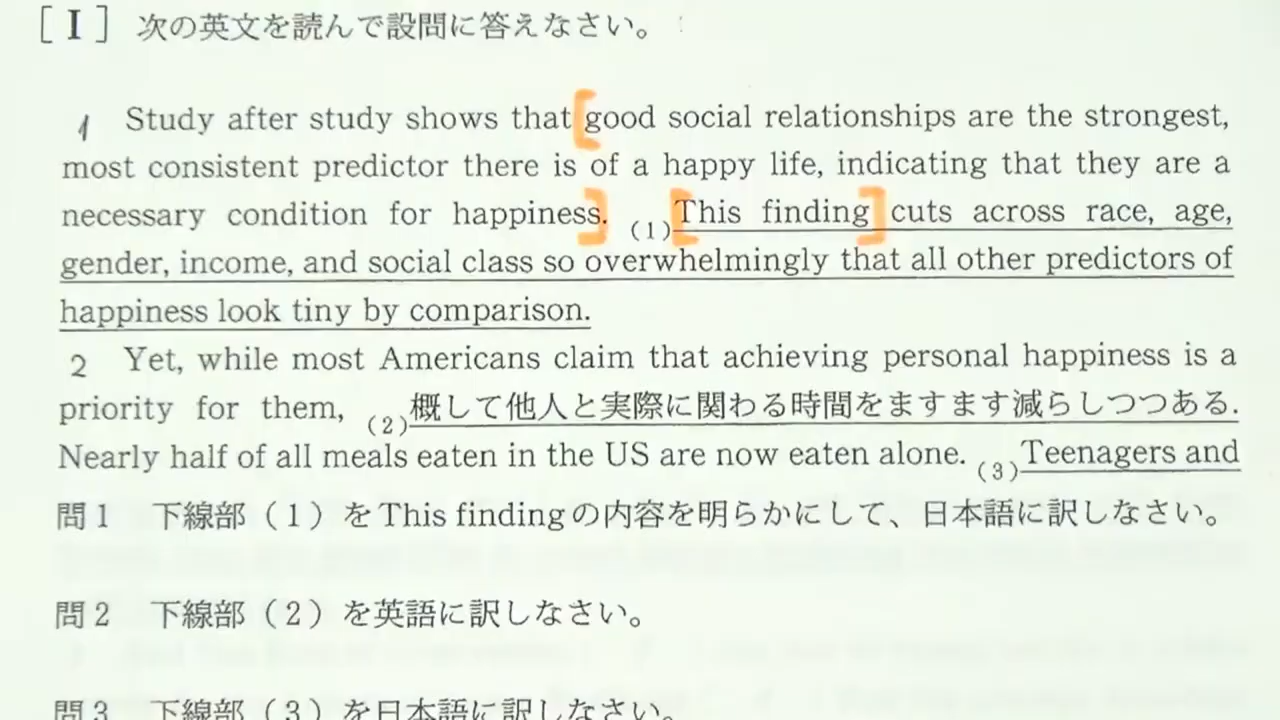 [I] 次の英文を読んで設問に答えなさい。
1 Study after study shows that [good social relationships are the strongest,
most consistent predictor there is of a happy life, indicating that they are a
necessary condition for happiness]. (1)[This finding] cuts across race, age,
gender, income, and social class so overwhelmingly that all other predictors of
happiness look tiny by comparison.
2 Yet, while most Americans claim that achieving personal happiness is a
priority for them, (2)概して他人と実際に関わる時間をますます減らしつつある.
Nearly half of all meals eaten in the US are now eaten alone. (3)Teenagers and
問1 下線部(1)をThis findingの内容を明らかにして、日本語に訳しなさい。
問2 下線部(2)を英語に訳しなさい。
問3 下線部(3)を日本語に訳しなさい。